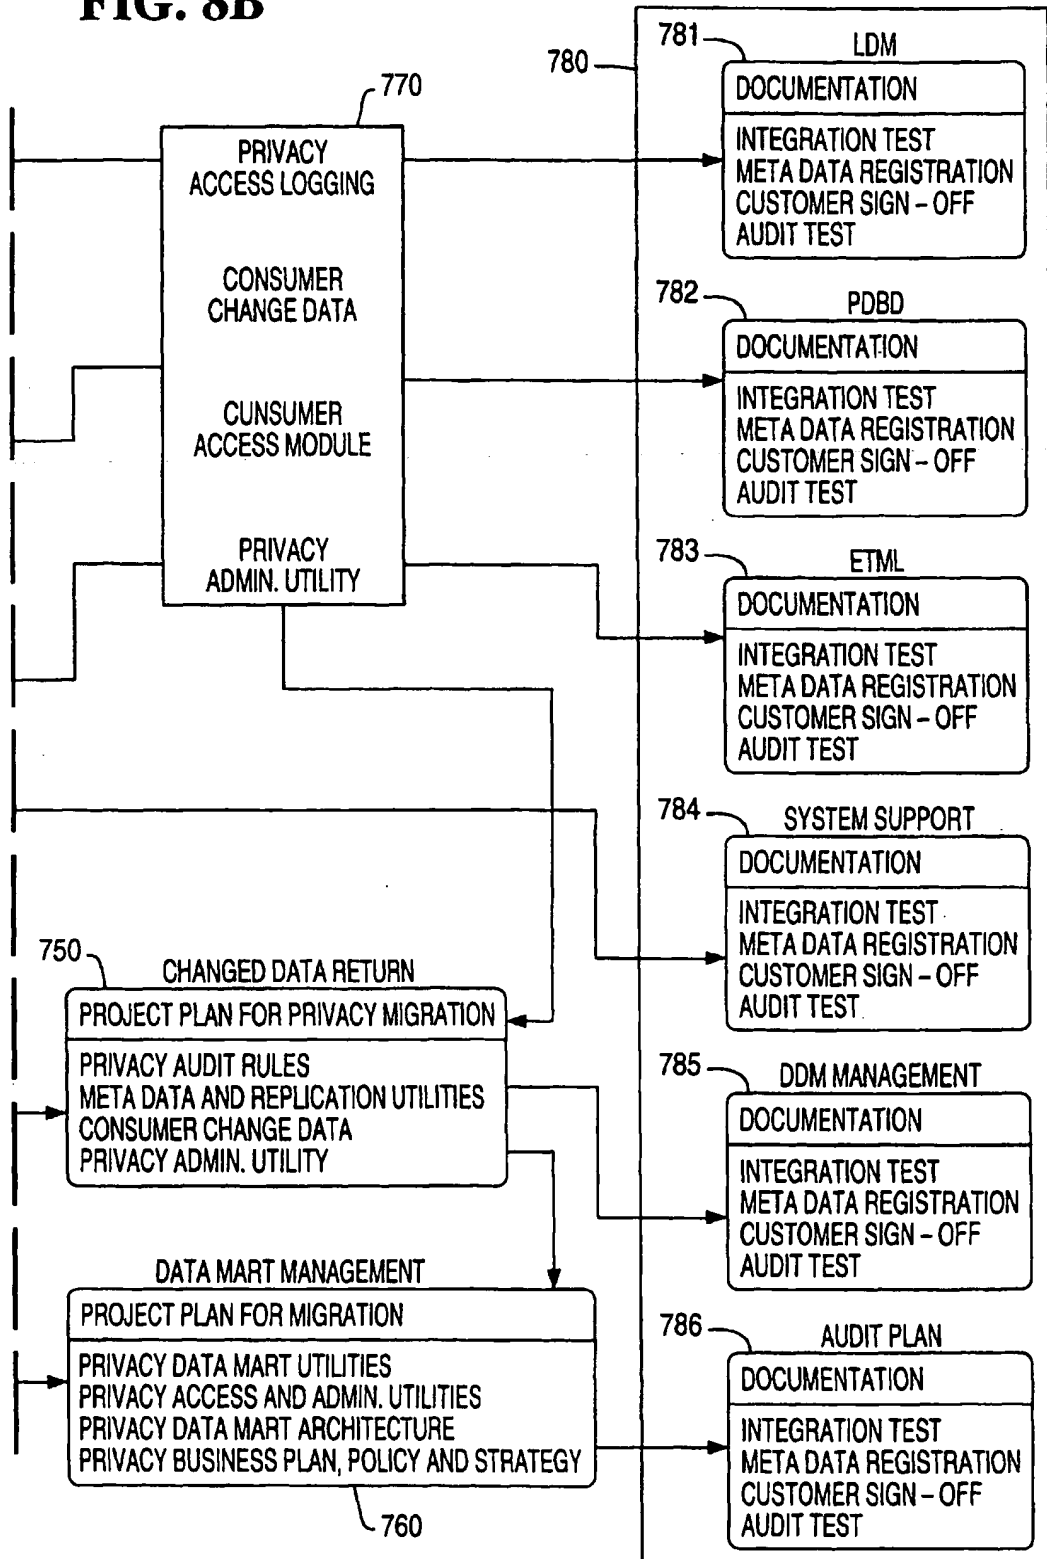 FIG. 8B
770
PRIVACY
ACCESS LOGGING
CONSUMER
CHANGE DATA
CUNSUMER
ACCESS MODULE
PRIVACY
ADMIN. UTILITY
750
CHANGED DATA RETURN
PROJECT PLAN FOR PRIVACY MIGRATION
PRIVACY AUDIT RULES
META DATA AND REPLICATION UTILITIES
CONSUMER CHANGE DATA
PRIVACY ADMIN. UTILITY
DATA MART MANAGEMENT
PROJECT PLAN FOR MIGRATION
PRIVACY DATA MART UTILITIES
PRIVACY ACCESS AND ADMIN. UTILITIES
PRIVACY DATA MART ARCHITECTURE
PRIVACY BUSINESS PLAN, POLICY AND STRATEGY
760
780
781
LDM
DOCUMENTATION
INTEGRATION TEST
META DATA REGISTRATION
CUSTOMER SIGN – OFF
AUDIT TEST
782
PDBD
DOCUMENTATION
INTEGRATION TEST
META DATA REGISTRATION
CUSTOMER SIGN – OFF
AUDIT TEST
783
ETML
DOCUMENTATION
INTEGRATION TEST
META DATA REGISTRATION
CUSTOMER SIGN – OFF
AUDIT TEST
784
SYSTEM SUPPORT
DOCUMENTATION
INTEGRATION TEST
META DATA REGISTRATION
CUSTOMER SIGN – OFF
AUDIT TEST
785
DDM MANAGEMENT
DOCUMENTATION
INTEGRATION TEST
META DATA REGISTRATION
CUSTOMER SIGN – OFF
AUDIT TEST
786
AUDIT PLAN
DOCUMENTATION
INTEGRATION TEST
META DATA REGISTRATION
CUSTOMER SIGN – OFF
AUDIT TEST